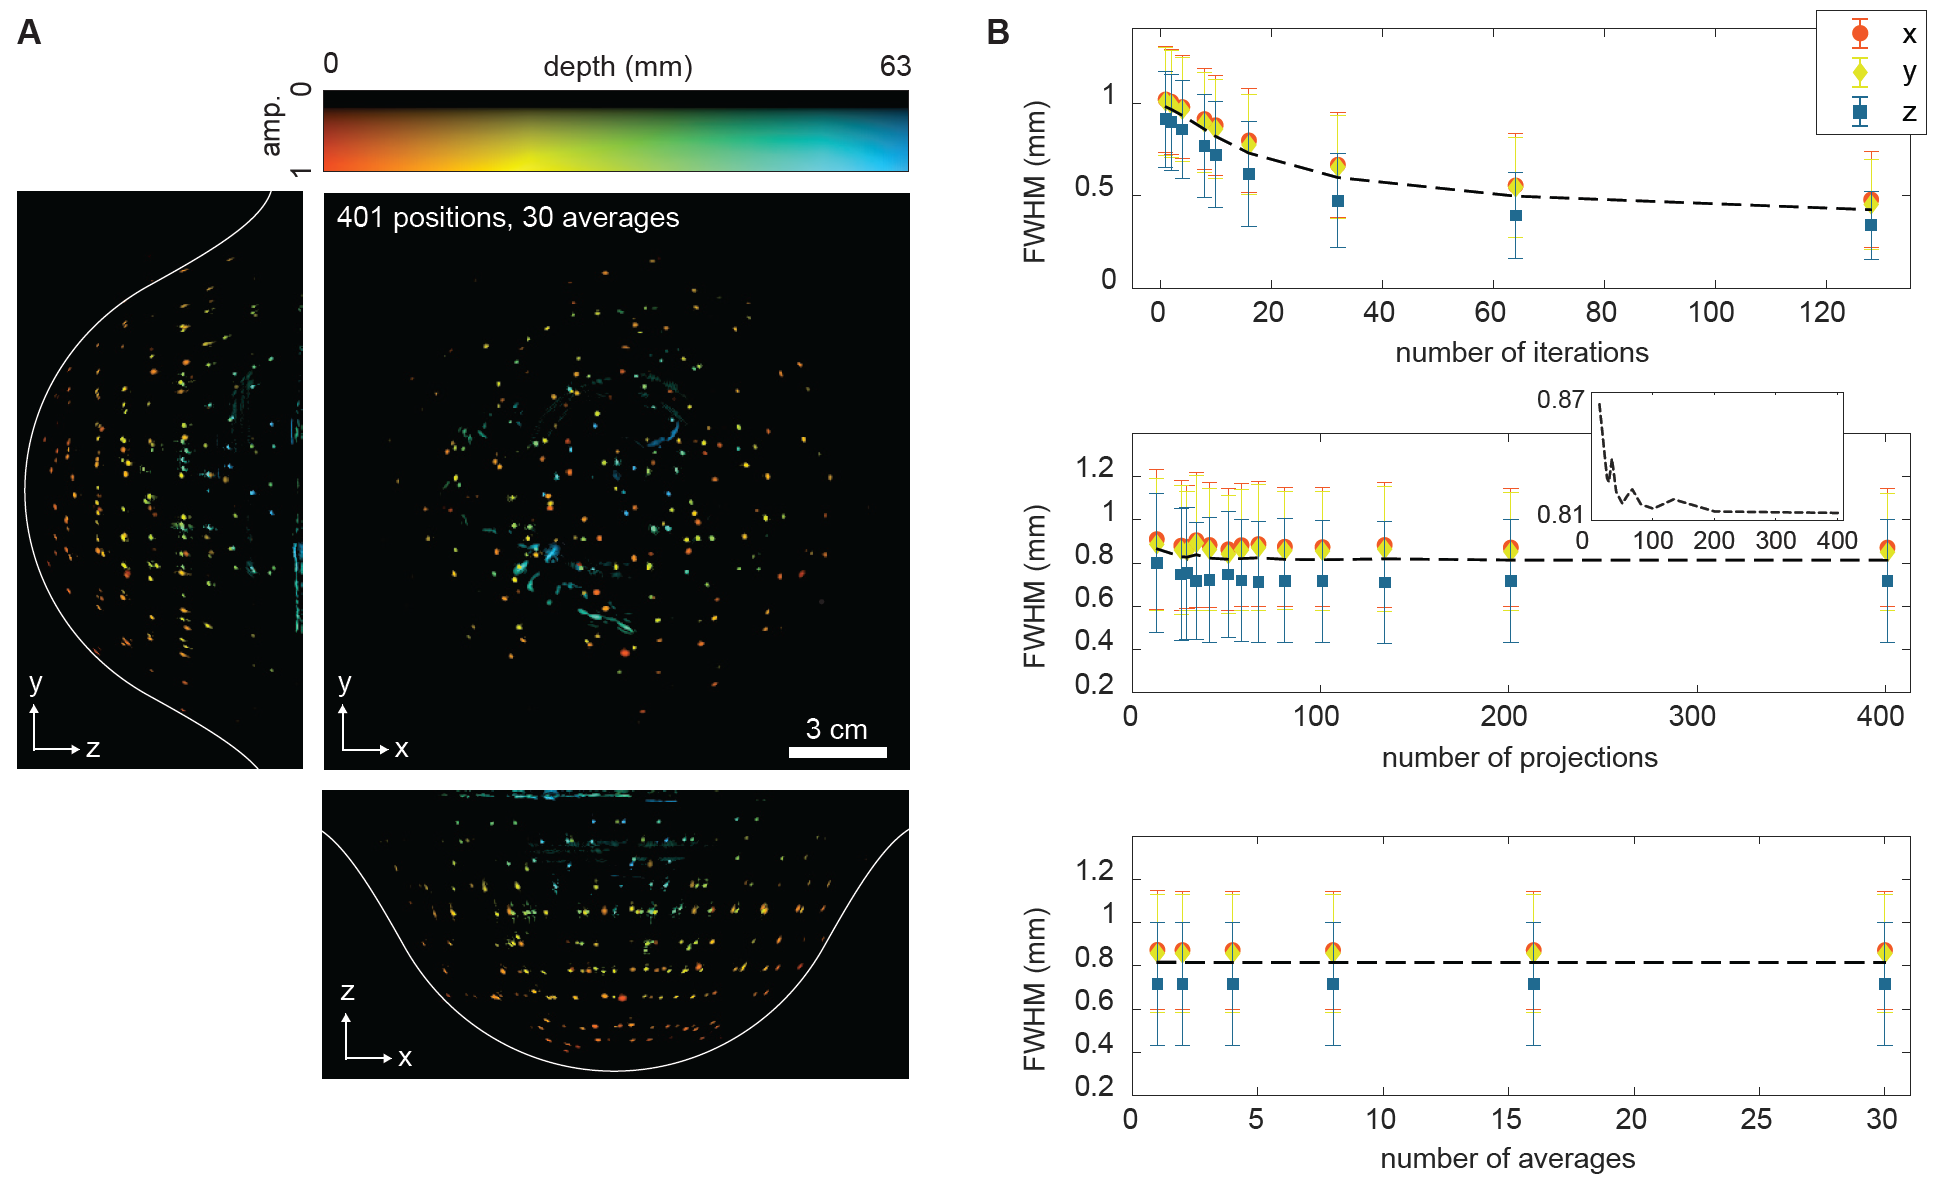 A
0
depth (mm)
63
amp.
0
1
401 positions, 30 averages
y
z
y
x
3 cm
z
x
B
x
y
z
FWHM (mm)
1
0.5
0
0 20 40 60 80 100 120
number of iterations
0.87
0.81
0 100 200 300 400
FWHM (mm)
1.2
1
0.8
0.6
0.4
0.2
0 100 200 300 400
number of projections
FWHM (mm)
1.2
1
0.8
0.6
0.4
0.2
0 5 10 15 20 25 30
number of averages